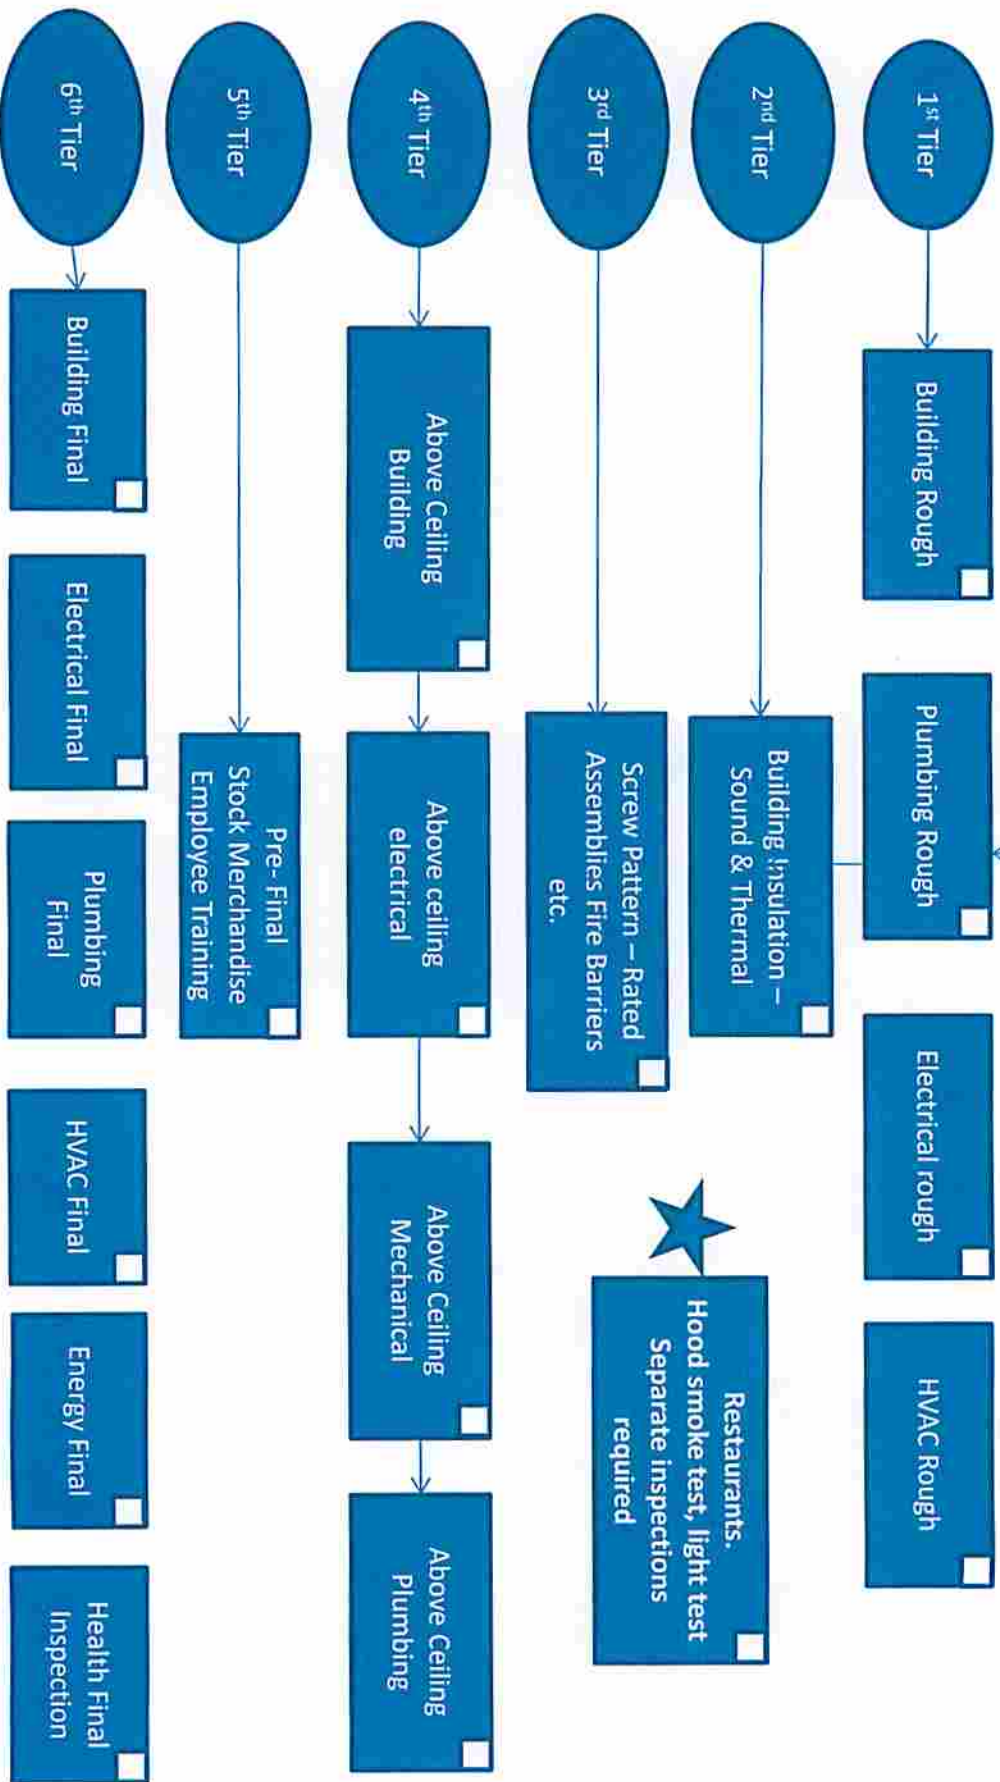 1st Tier
Building Rough
Plumbing Rough
Electrical rough
HVAC Rough
2nd Tier
Building Insulation –
Sound & Thermal
3rd Tier
Screw Pattern – Rated
Assemblies Fire Barriers
etc.
Restaurants.
Hood smoke test, light test
Separate inspections
required
4th Tier
Above Ceiling
Building
Above ceiling
electrical
Above Ceiling
Mechanical
Above Ceiling
Plumbing
5th Tier
Pre- Final
Stock Merchandise
Employee Training
6th Tier
Building Final
Electrical Final
Plumbing
Final
HVAC Final
Energy Final
Health Final
Inspection